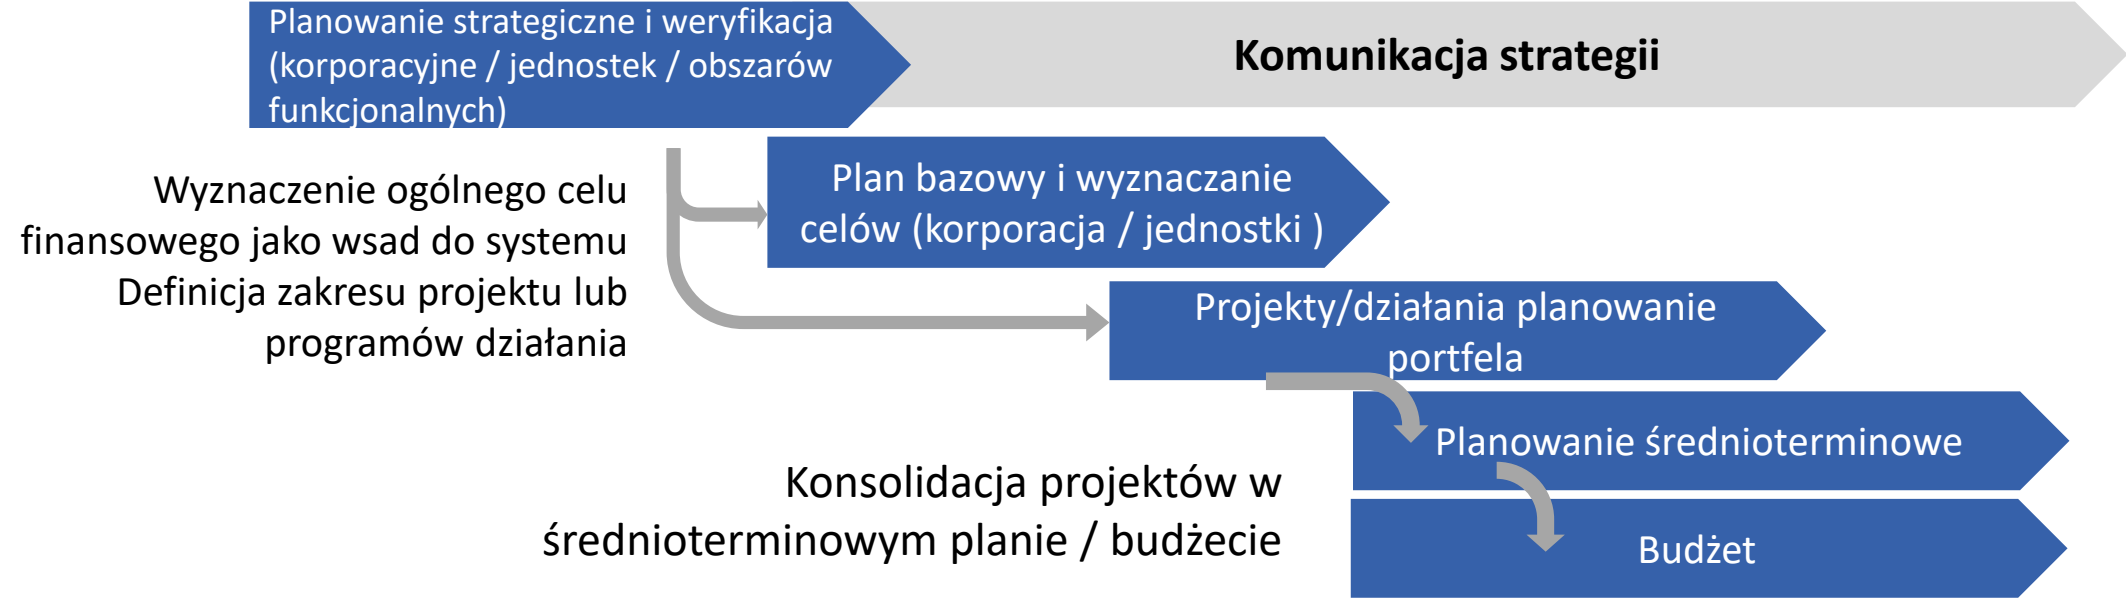 Planowanie strategiczne i weryfikacja
(korporacyjne / jednostek / obszarów
funkcjonalnych)
Komunikacja strategii
Wyznaczenie ogólnego celu
finansowego jako wsad do systemu
Definicja zakresu projektu lub
programów działania
Plan bazowy i wyznaczanie
celów (korporacja / jednostki )
Projekty/działania planowanie
portfela
Planowanie średnioterminowe
Konsolidacja projektów w
średnioterminowym planie / budżecie
Budżet